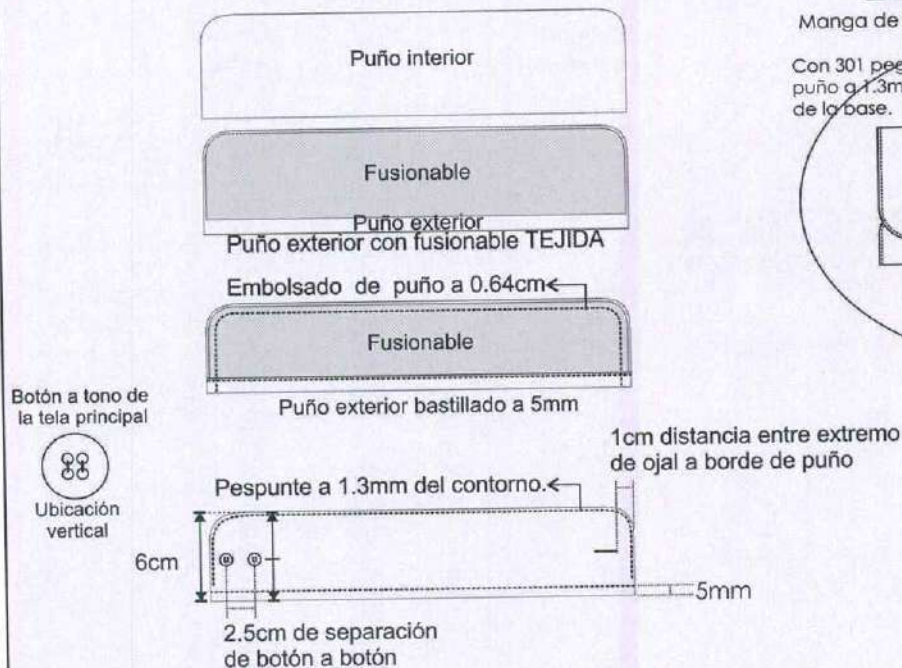 Puño interior
Fusionable
Puño exterior
Puño exterior con fusionable TEJIDA
Embolsado de puño a 0.64cm
Fusionable
Puño exterior bastillado a 5mm
Botón a tono de
la tela principal
Ubicación
vertical
1cm distancia entre extremo
de ojal a borde de puño
Pespunte a 1.3mm del contorno.
6cm
5mm
2.5cm de separación
de botón a botón
Manga de
Con 301
puño a 1.3m
de la base.